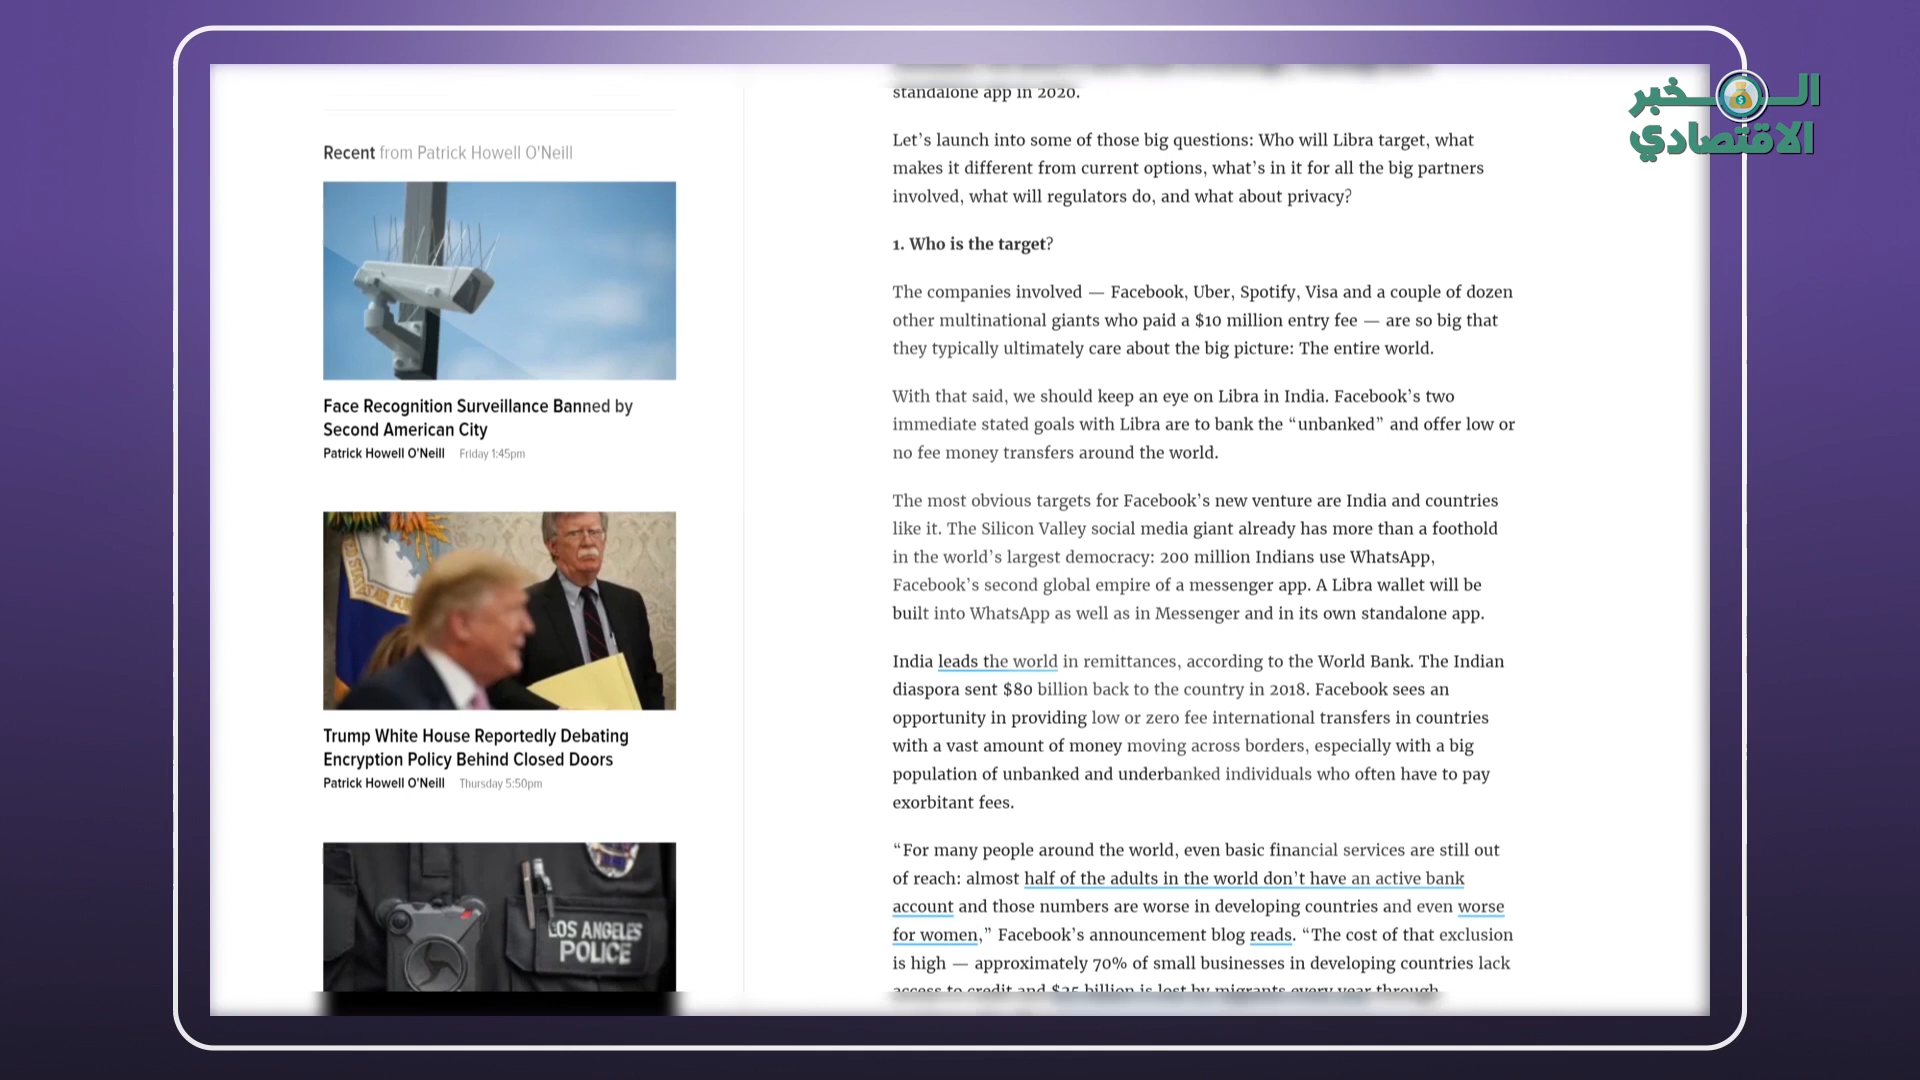 المخبر
الاقتصادي
Recent from Patrick Howell O'Neill
Face Recognition Surveillance Banned by
Second American City
Patrick Howell O'Neill Friday 1:45pm
Trump White House Reportedly Debating
Encryption Policy Behind Closed Doors
Patrick Howell O'Neill Thursday 5:50pm
LOS ANGELES
POLICE
standalone app in 2020.
Let’s launch into some of those big questions: Who will Libra target, what
makes it different from current options, what’s in it for all the big partners
involved, what will regulators do, and what about privacy?
1. Who is the target?
The companies involved — Facebook, Uber, Spotify, Visa and a couple of dozen
other multinational giants who paid a $10 million entry fee — are so big that
they typically ultimately care about the big picture: The entire world.
With that said, we should keep an eye on Libra in India. Facebook’s two
immediate stated goals with Libra are to bank the “unbanked” and offer low or
no fee money transfers around the world.
The most obvious targets for Facebook’s new venture are India and countries
like it. The Silicon Valley social media giant already has more than a foothold
in the world’s largest democracy: 200 million Indians use WhatsApp,
Facebook’s second global empire of a messenger app. A Libra wallet will be
built into WhatsApp as well as in Messenger and in its own standalone app.
India leads the world in remittances, according to the World Bank. The Indian
diaspora sent $80 billion back to the country in 2018. Facebook sees an
opportunity in providing low or zero fee international transfers in countries
with a vast amount of money moving across borders, especially with a big
population of unbanked and underbanked individuals who often have to pay
exorbitant fees.
“For many people around the world, even basic financial services are still out
of reach: almost half of the adults in the world don’t have an active bank
account and those numbers are worse in developing countries and even worse
for women,” Facebook’s announcement blog reads. “The cost of that exclusion
is high — approximately 70% of small businesses in developing countries lack
access to credit and $25 billion is lost by migrants every year through